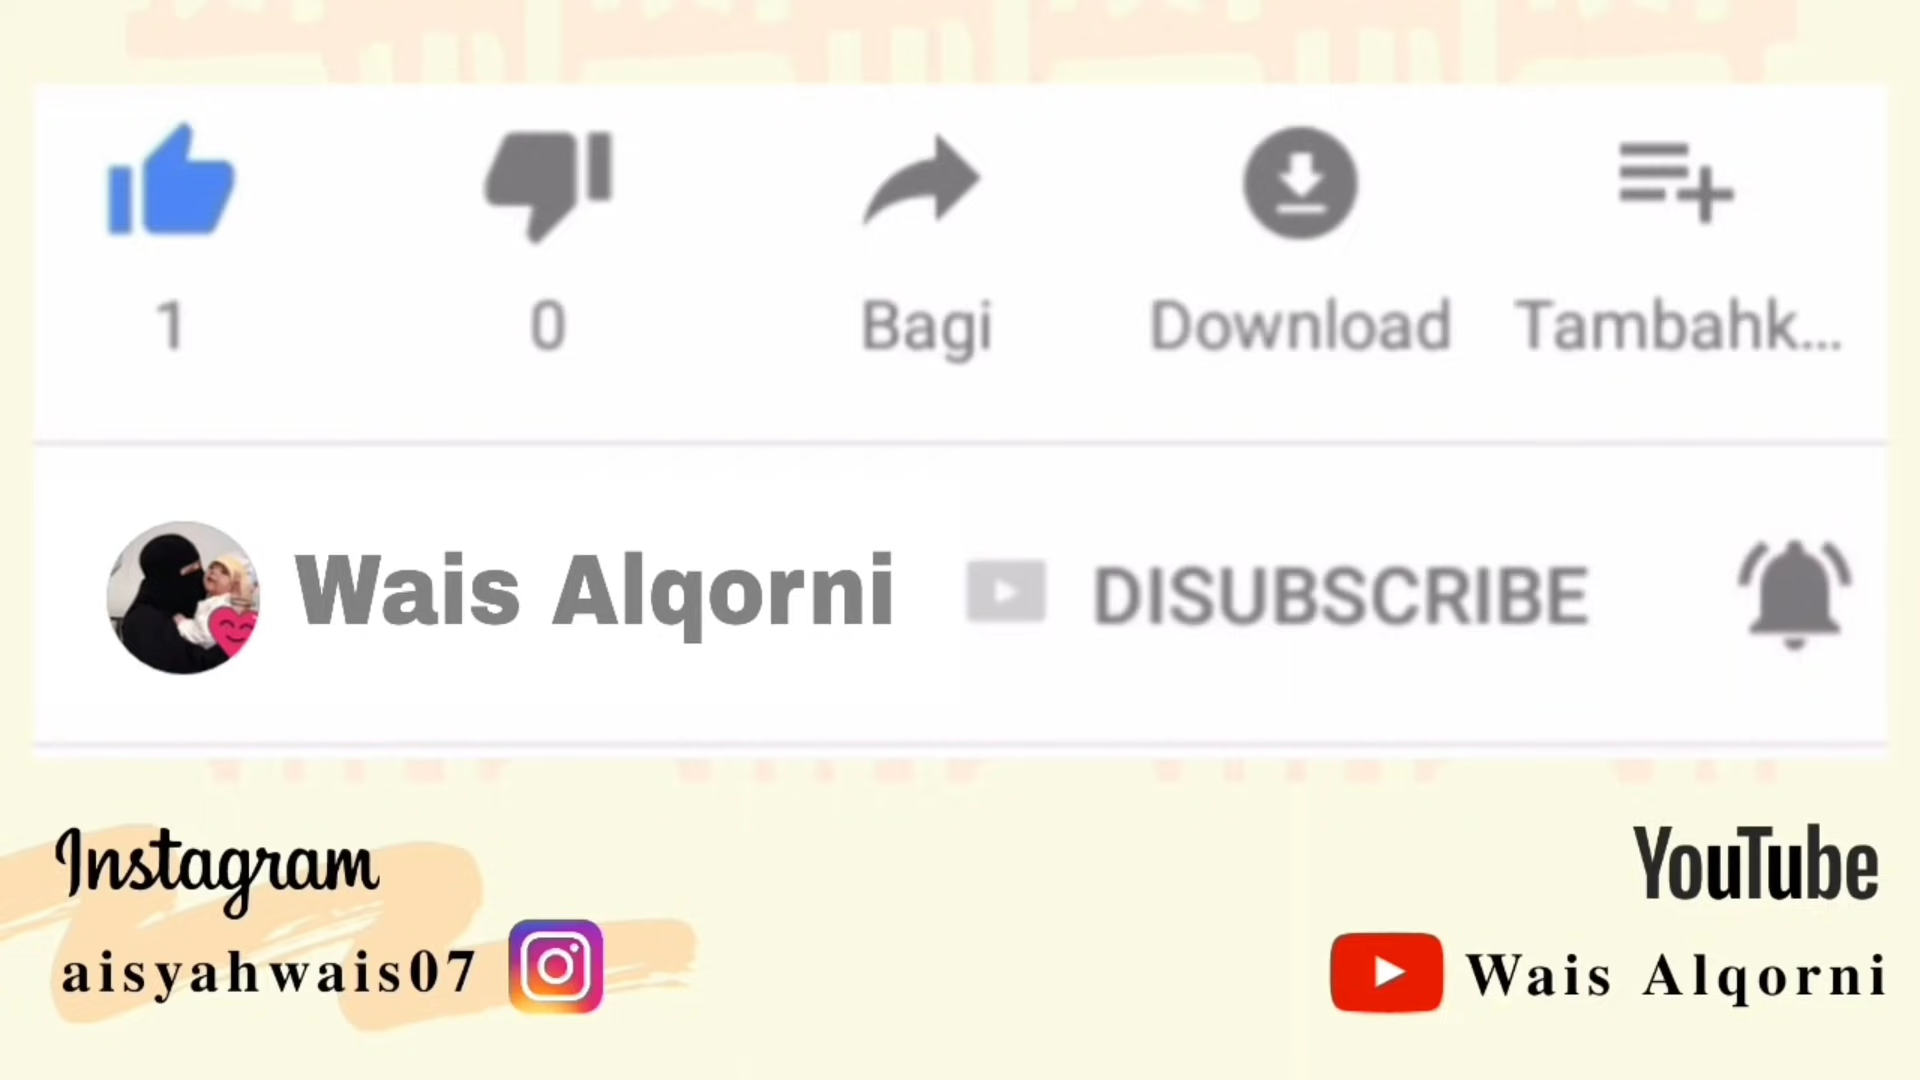 1 0 Bagi Download Tambahk...
Wais Alqorni DISUBSCRIBE
Instagram
aisyahwais07
YouTube
Wais Alqorni